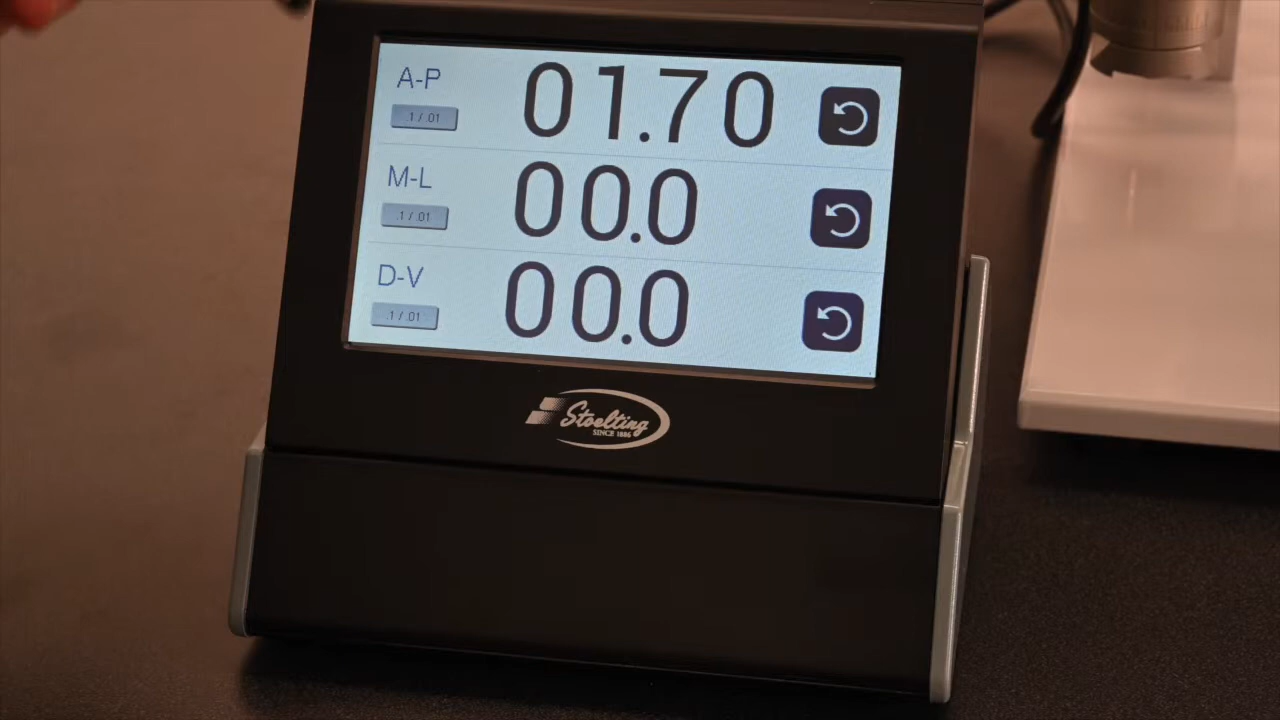 A-P 01.70
.1 / .01
M-L 00.0
.1 / .01
D-V 00.0
.1 / .01
Stoelting
SINCE 1886